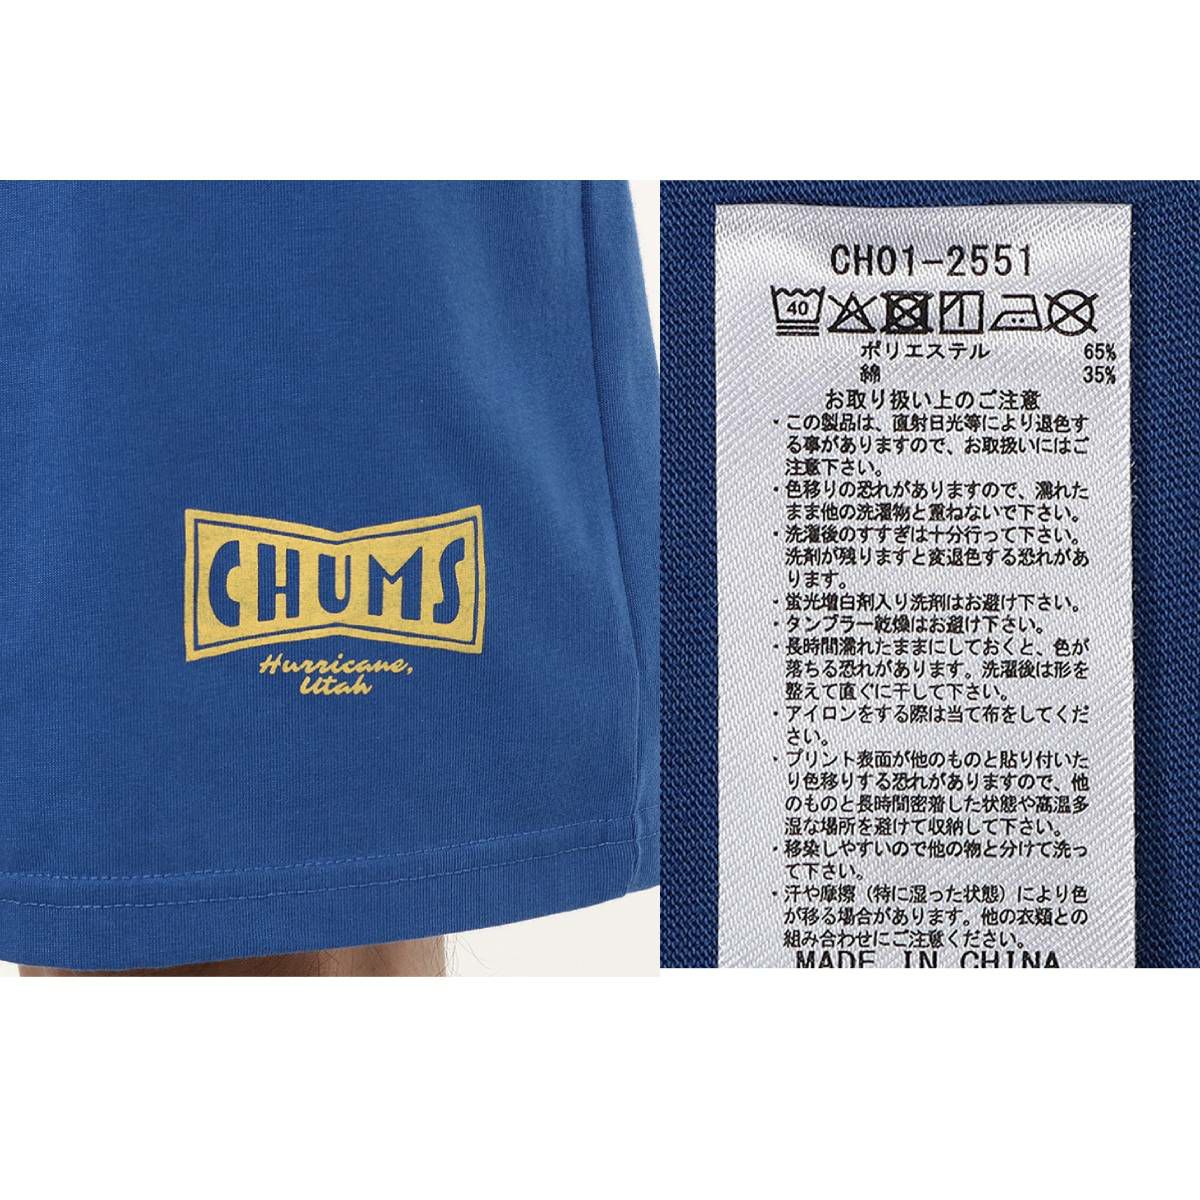 CHUMS
Hurricane,
Utah
CH01-2551
40
ポリエステル 65%
綿 35%
お取り扱い上のご注意
・この製品は、直射日光等により退色す
る事がありますので、お取扱いにはご
注意下さい。
・色移りの恐れがありますので、濡れた
まま他の洗濯物と重ねないで下さい。
・洗濯後のすすぎは十分行って下さい。
洗剤が残りますと変退色する恐れがあ
ります。
・蛍光増白剤入り洗剤はお避け下さい。
・タンブラー乾燥はお避け下さい。
・長時間濡れたままにしておくと、色が
落ちる恐れがあります。洗濯後は形を
整えて直ぐに干して下さい。
・アイロンをする際は当て布をしてくだ
さい。
・プリント表面が他のものと貼り付いた
り色移りする恐れがありますので、他
のものと長時間密着した状態や高温多
湿な場所を避けて収納して下さい。
・移染しやすいので他の物と分けて洗っ
て下さい。
・汗や摩擦（特に湿った状態）により色
が移る場合があります。他の衣類との
組み合わせにご注意ください。
MADE IN CHINA